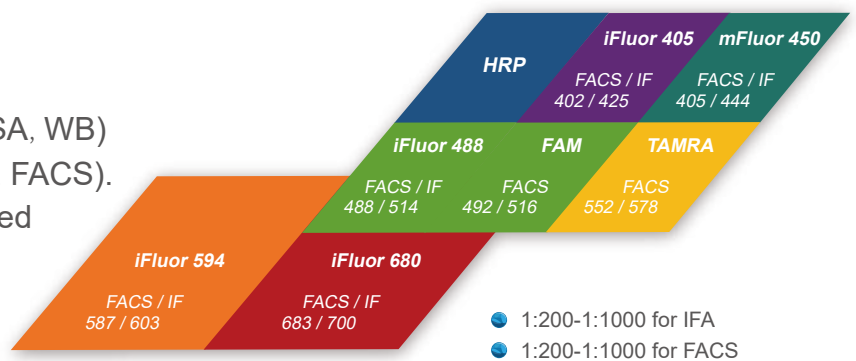 HRP
iFluor 405
FACS / IF
402 / 425
mFluor 450
FACS / IF
405 / 444
WB)
FACS).
iFluor 488
FACS / IF
488 / 514
FAM
FACS
492 / 516
TAMRA
FACS
552 / 578
iFluor 594
FACS / IF
587 / 603
iFluor 680
FACS / IF
683 / 700
1:200-1:1000 for IFA
1:200-1:1000 for FACS